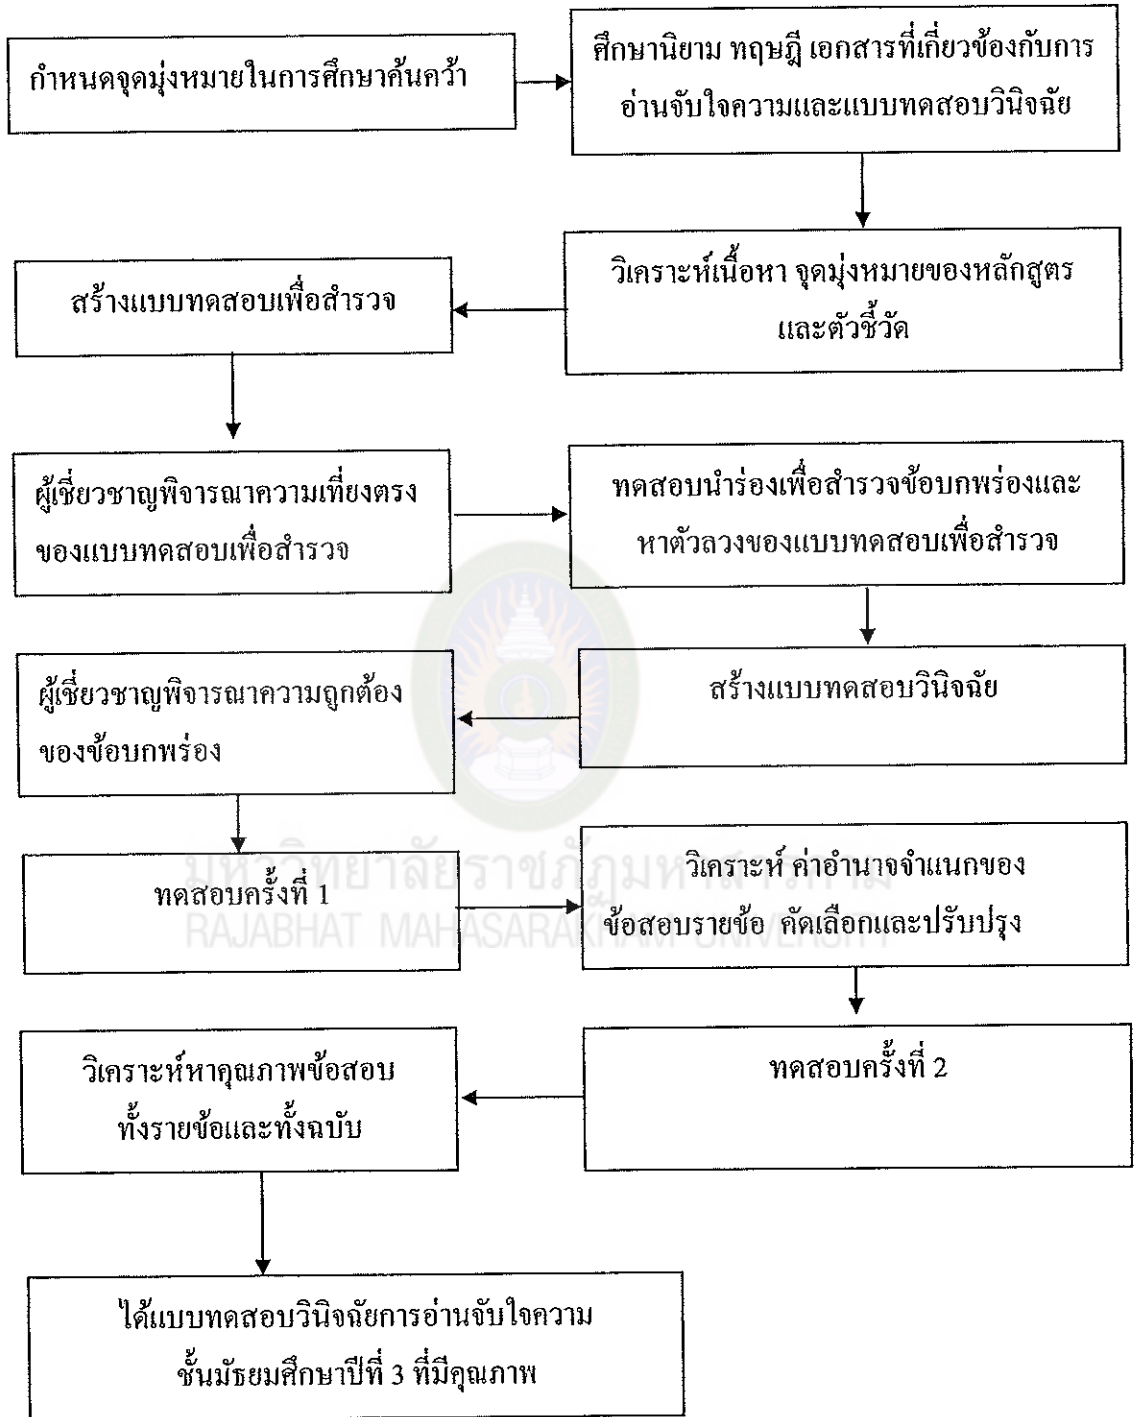 กำหนดจุดมุ่งหมายในการศึกษาค้นคว้า
ศึกษานิยาม ทฤษฎี เอกสารที่เกี่ยวข้องกับการ
อ่านจับใจความและแบบทดสอบวินิจฉัย
วิเคราะห์เนื้อหา จุดมุ่งหมายของหลักสูตร
และตัวชี้วัด
สร้างแบบทดสอบเพื่อสำรวจ
ผู้เชี่ยวชาญพิจารณาความเที่ยงตรง
ของแบบทดสอบเพื่อสำรวจ
ทดสอบนำร่องเพื่อสำรวจข้อบกพร่องและ
หาตัวลวงของแบบทดสอบเพื่อสำรวจ
สร้างแบบทดสอบวินิจฉัย
ผู้เชี่ยวชาญพิจารณาความถูกต้อง
ของข้อบกพร่อง
ทดสอบครั้งที่ 1
วิเคราะห์ ค่าอำนาจจำแนกของ
ข้อสอบรายข้อ คัดเลือกและปรับปรุง
มหาวิทยาลัยราชภัฏมหาสารคาม
RAJABHAT MAHASARAKHAM UNIVERSITY
ทดสอบครั้งที่ 2
วิเคราะห์หาคุณภาพข้อสอบ
ทั้งรายข้อและทั้งฉบับ
ได้แบบทดสอบวินิจฉัยการอ่านจับใจความ
ชั้นมัธยมศึกษาปีที่ 3 ที่มีคุณภาพ